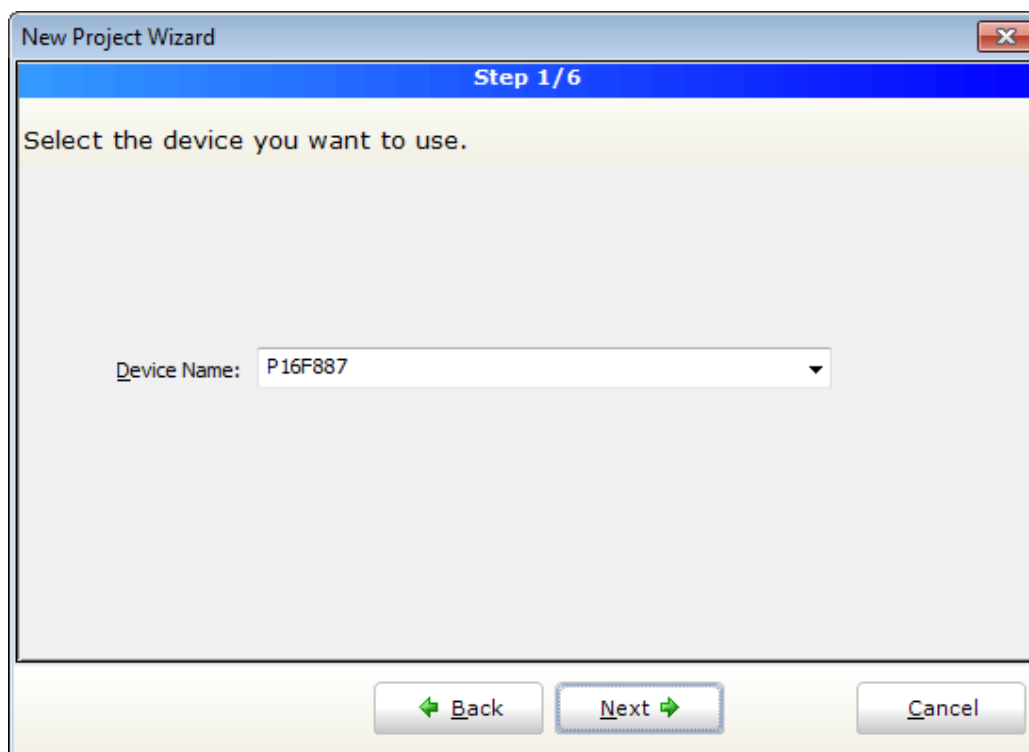 New Project Wizard
Step 1/6
Select the device you want to use.
Device Name: P16F887
Back Next Cancel